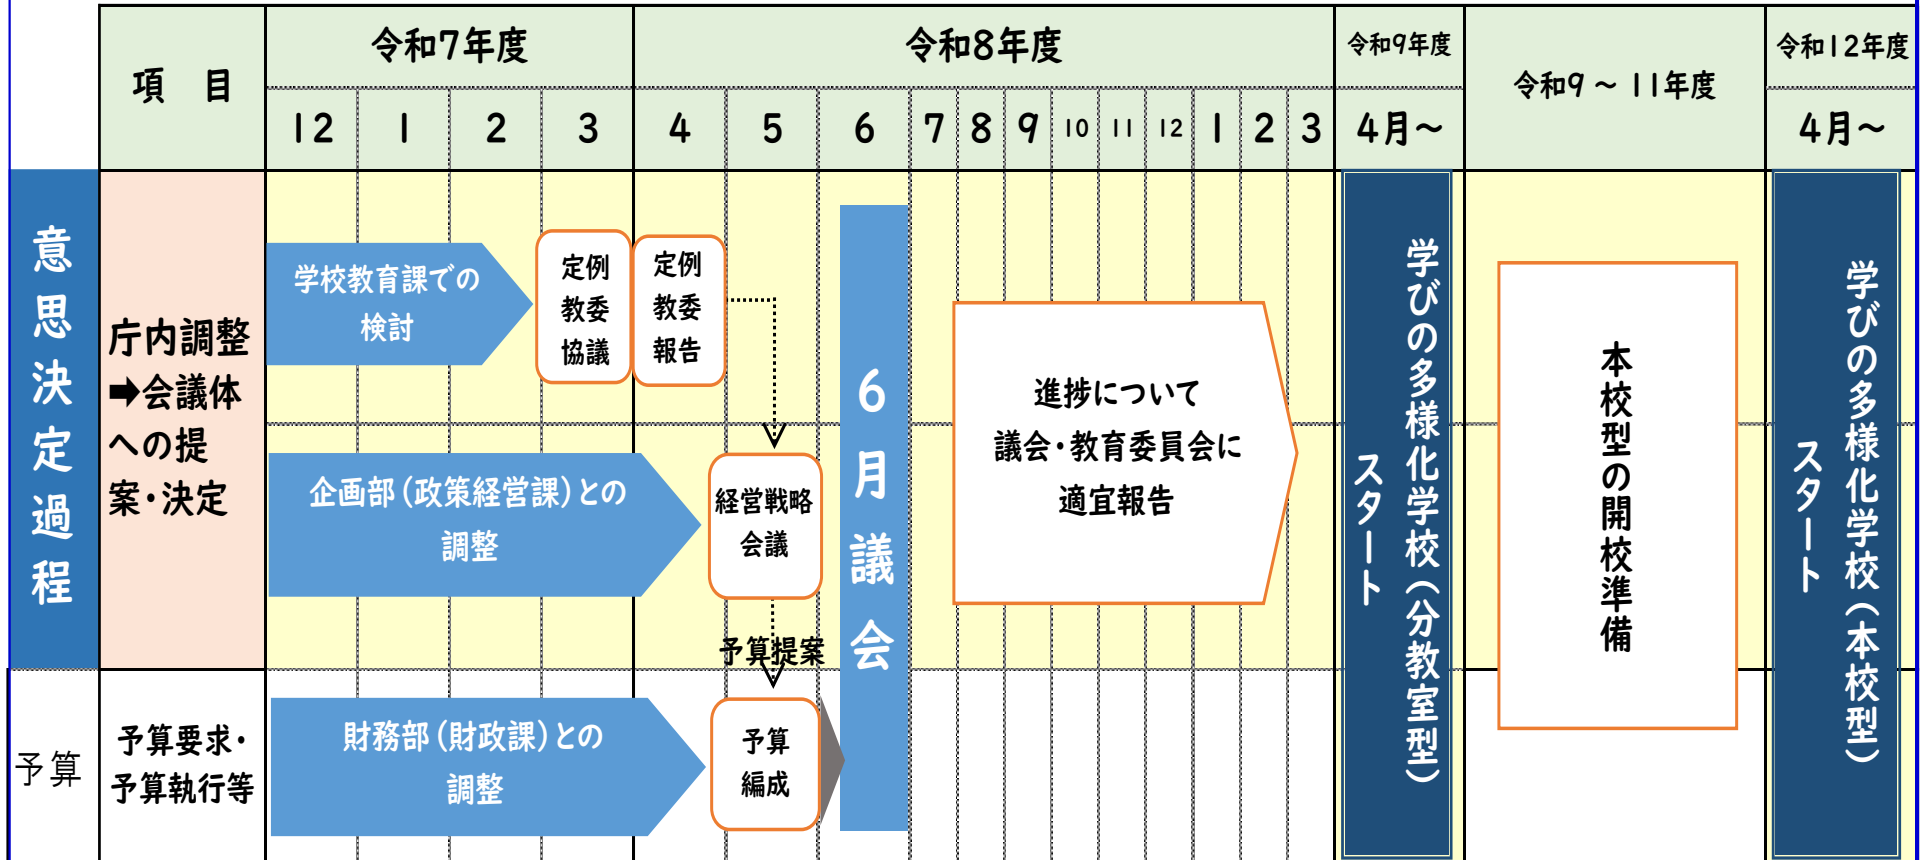 項　目
令和7年度
令和8年度
令和9年度
令和9～11年度
令和12年度
12 1 2 3 4 5 6 7 8 9 10 11 12 1 2 3
4月～
4月～
意思決定過程
庁内調整
➡会議体
への提
案・決定
学校教育課での
検討
定例
教委
協議
定例
教委
報告
企画部（政策経営課）との
調整
経営戦略
会議
予算提案
6月議会
進捗について
議会・教育委員会に
適宜報告
学びの多様化学校（分教室型）
スタート
本校型の開校準備
学びの多様化学校（本校型）
スタート
予算
予算要求・
予算執行等
財務部（財政課）との
調整
予算
編成